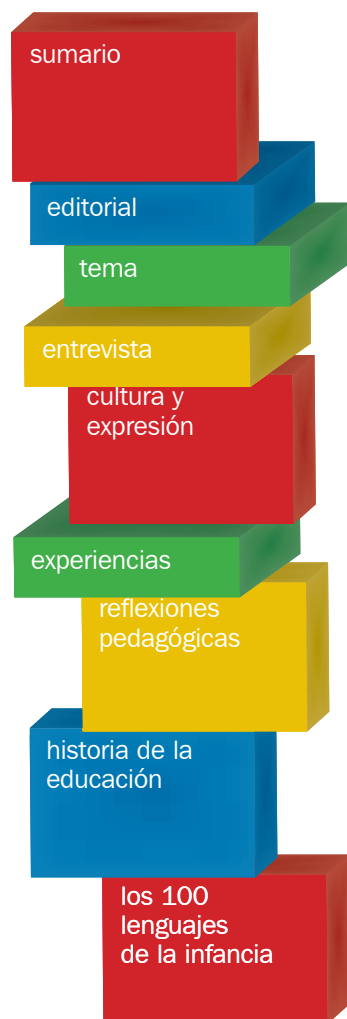 sumario
editorial
tema
entrevista
cultura y
expresión
experiencias
reflexiones
pedagógicas
historia de la
educación
los 100
lenguajes
de la infancia